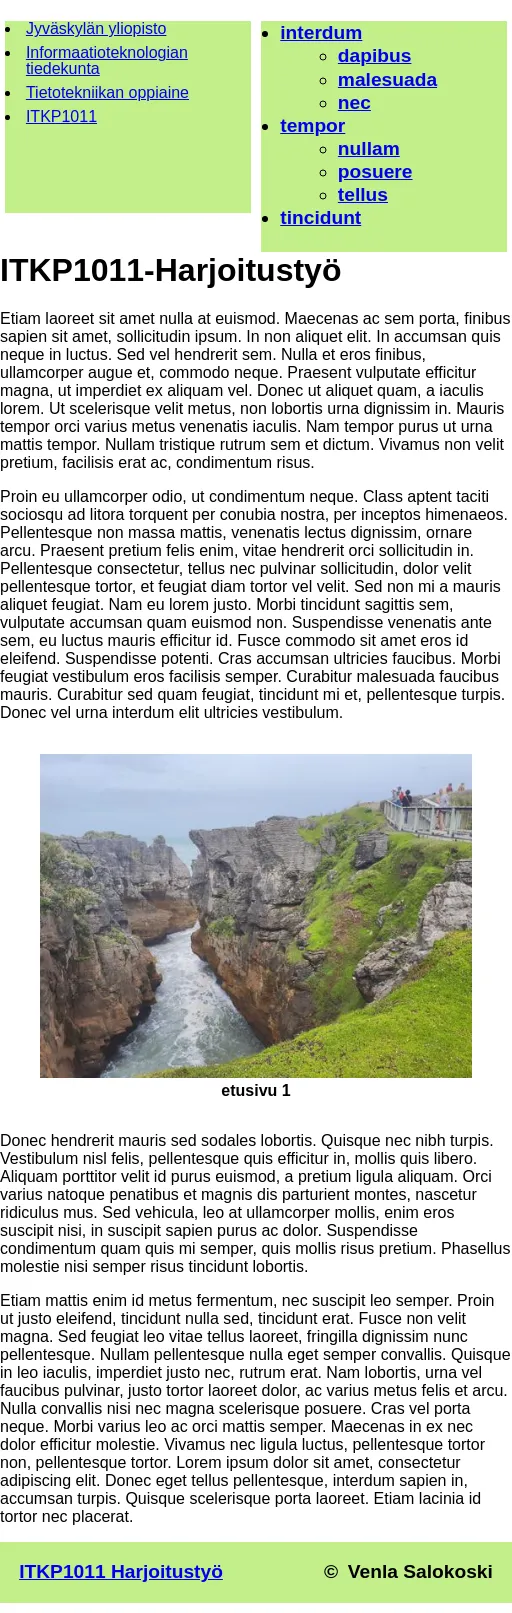 Jyväskylän yliopisto
Informaatioteknologian
tiedekunta
Tietotekniikan oppiaine
ITKP1011
interdum
dapibus
malesuada
nec
tempor
nullam
posuere
tellus
tincidunt
ITKP1011-Harjoitustyö
Etiam laoreet sit amet nulla at euismod. Maecenas ac sem porta, finibus
sapien sit amet, sollicitudin ipsum. In non aliquet elit. In accumsan quis
neque in luctus. Sed vel hendrerit sem. Nulla et eros finibus,
ullamcorper augue et, commodo neque. Praesent vulputate efficitur
magna, ut imperdiet ex aliquam vel. Donec ut aliquet quam, a iaculis
lorem. Ut scelerisque velit metus, non lobortis urna dignissim in. Mauris
tempor orci varius metus venenatis iaculis. Nam tempor purus ut urna
mattis tempor. Nullam tristique rutrum sem et dictum. Vivamus non velit
pretium, facilisis erat ac, condimentum risus.
Proin eu ullamcorper odio, ut condimentum neque. Class aptent taciti
sociosqu ad litora torquent per conubia nostra, per inceptos himenaeos.
Pellentesque non massa mattis, venenatis lectus dignissim, ornare
arcu. Praesent pretium felis enim, vitae hendrerit orci sollicitudin in.
Pellentesque consectetur, tellus nec pulvinar sollicitudin, dolor velit
pellentesque tortor, et feugiat diam tortor vel velit. Sed non mi a mauris
aliquet feugiat. Nam eu lorem justo. Morbi tincidunt sagittis sem,
vulputate accumsan quam euismod non. Suspendisse venenatis ante
sem, eu luctus mauris efficitur id. Fusce commodo sit amet eros id
eleifend. Suspendisse potenti. Cras accumsan ultricies faucibus. Morbi
feugiat vestibulum eros facilisis semper. Curabitur malesuada faucibus
mauris. Curabitur sed quam feugiat, tincidunt mi et, pellentesque turpis.
Donec vel urna interdum elit ultricies vestibulum.
etusivu 1
Donec hendrerit mauris sed sodales lobortis. Quisque nec nibh turpis.
Vestibulum nisl felis, pellentesque quis efficitur in, mollis quis libero.
Aliquam porttitor velit id purus euismod, a pretium ligula aliquam. Orci
varius natoque penatibus et magnis dis parturient montes, nascetur
ridiculus mus. Sed vehicula, leo at ullamcorper mollis, enim eros
suscipit nisi, in suscipit sapien purus ac dolor. Suspendisse
condimentum quam quis mi semper, quis mollis risus pretium. Phasellus
molestie nisi semper risus tincidunt lobortis.
Etiam mattis enim id metus fermentum, nec suscipit leo semper. Proin
ut justo eleifend, tincidunt nulla sed, tincidunt erat. Fusce non velit
magna. Sed feugiat leo vitae tellus laoreet, fringilla dignissim nunc
pellentesque. Nullam pellentesque nulla eget semper convallis. Quisque
in leo iaculis, imperdiet justo nec, rutrum erat. Nam lobortis, urna vel
faucibus pulvinar, justo tortor laoreet dolor, ac varius metus felis et arcu.
Nulla convallis nisi nec magna scelerisque posuere. Cras vel porta
neque. Morbi varius leo ac orci mattis semper. Maecenas in ex nec
dolor efficitur molestie. Vivamus nec ligula luctus, pellentesque tortor
non, pellentesque tortor. Lorem ipsum dolor sit amet, consectetur
adipiscing elit. Donec eget tellus pellentesque, interdum sapien in,
accumsan turpis. Quisque scelerisque porta laoreet. Etiam lacinia id
tortor nec placerat.
ITKP1011 Harjoitustyö
© Venla Salokoski